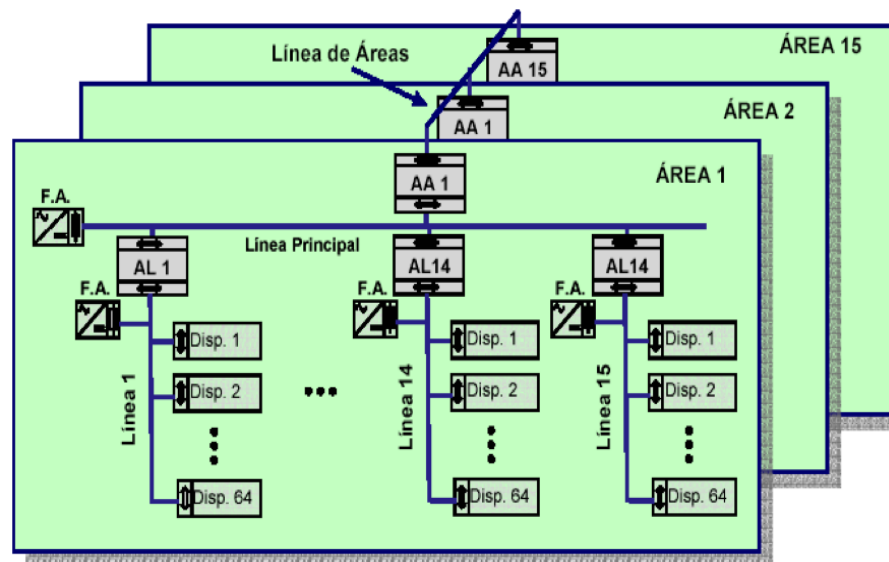 ÁREA 15
Línea de Áreas
AA 15
ÁREA 2
AA 1
ÁREA 1
AA 1
F.A.
Línea Principal
AL 1
AL14
AL14
F.A.
F.A.
F.A.
Línea 1
Disp. 1
Disp. 2
Disp. 64
Línea 14
Disp. 1
Disp. 2
Disp. 64
Línea 15
Disp. 1
Disp. 2
Disp. 64